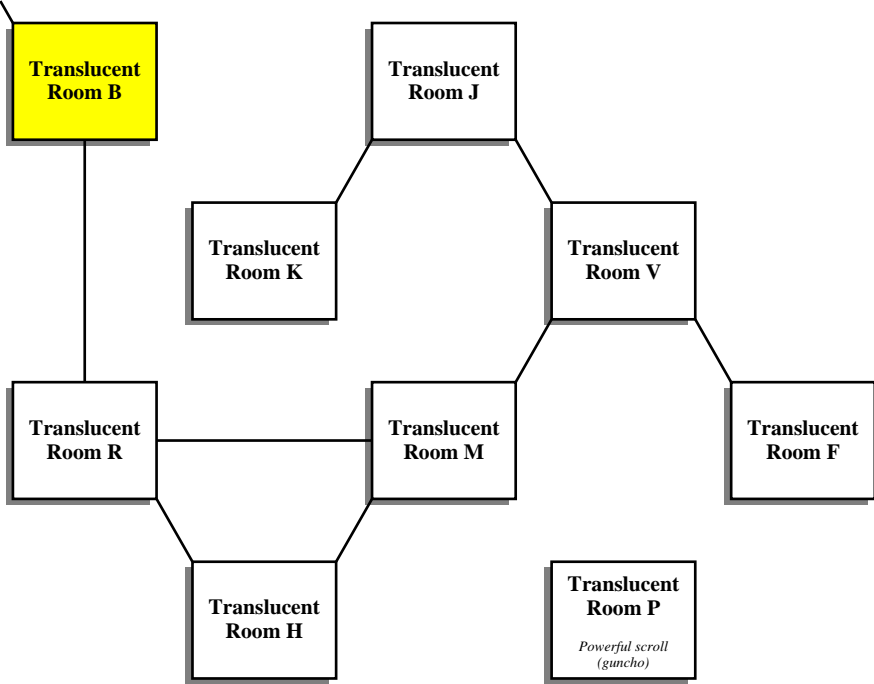 Translucent
Room B
Translucent
Room J
Translucent
Room K
Translucent
Room V
Translucent
Room R
Translucent
Room M
Translucent
Room F
Translucent
Room H
Translucent
Room P
Powerful scroll
(guncho)